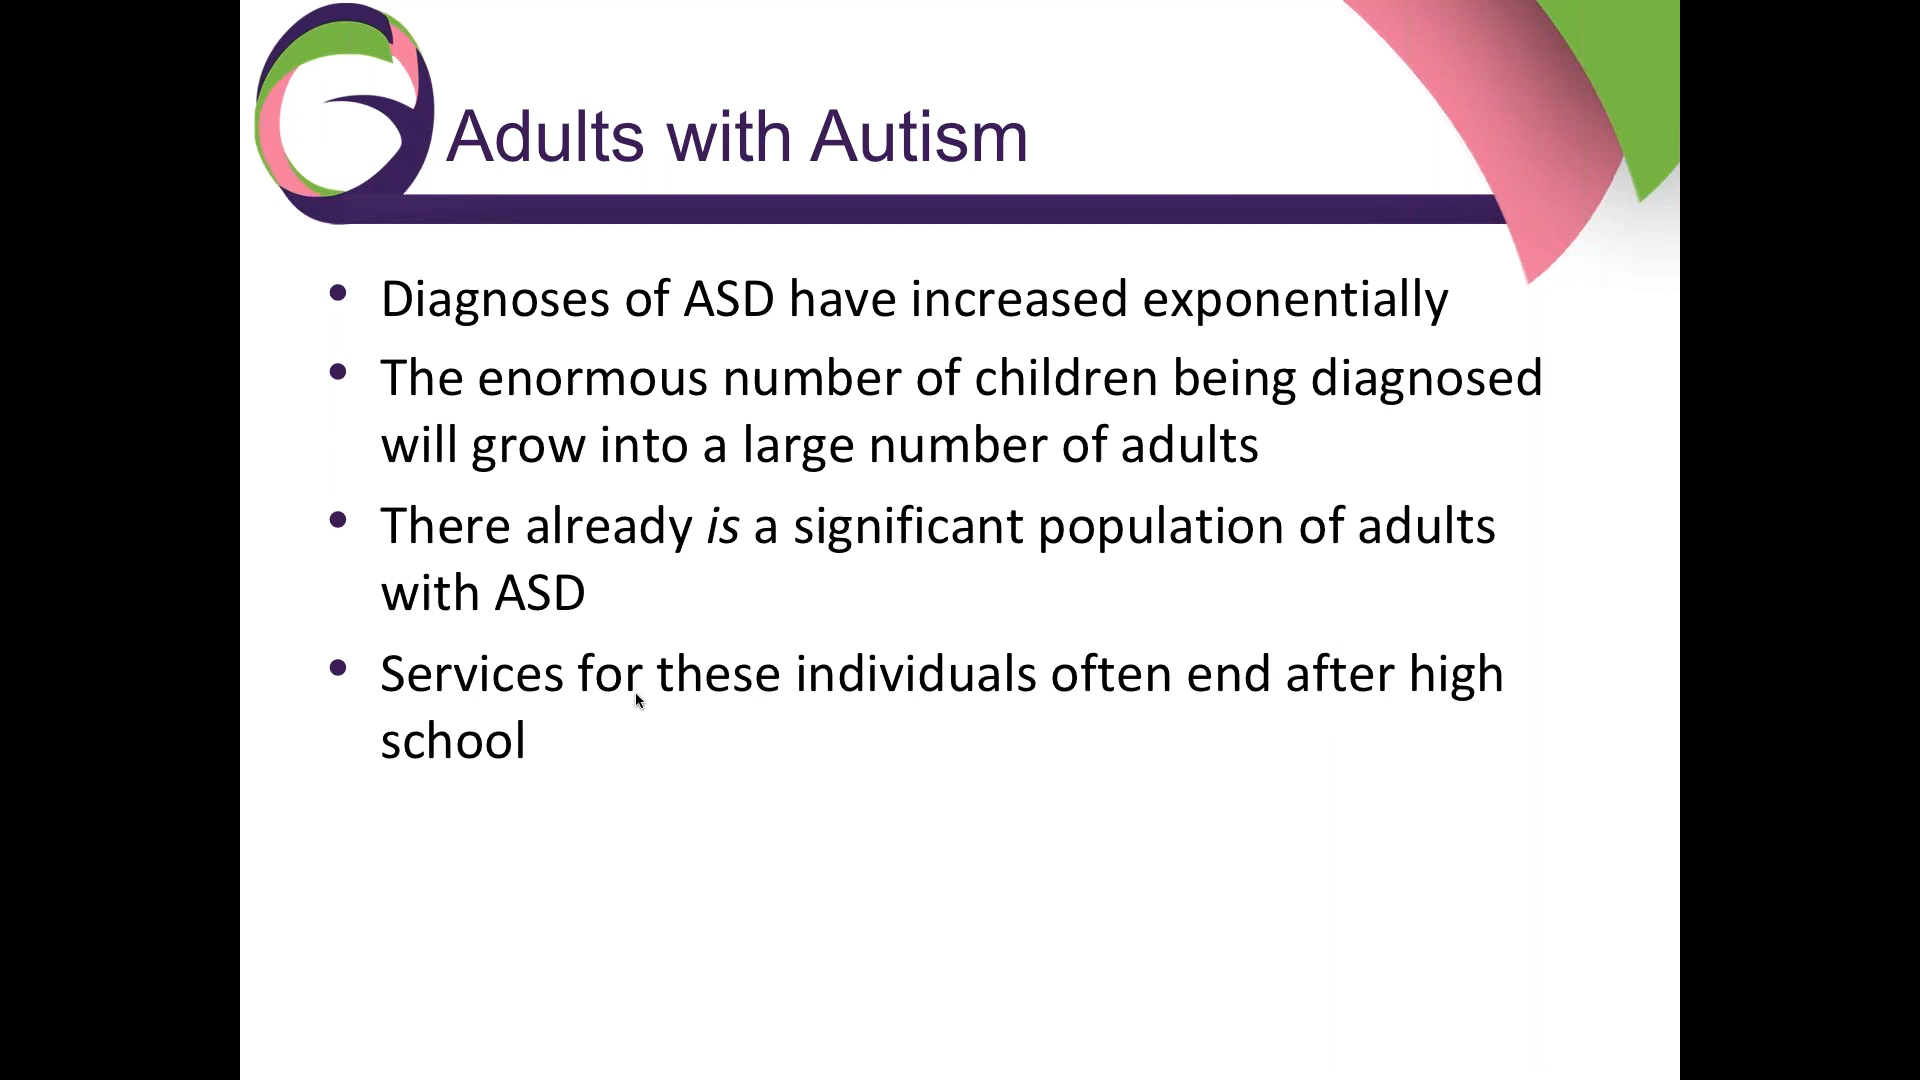 Adults with Autism
• Diagnoses of ASD have increased exponentially
• The enormous number of children being diagnosed
will grow into a large number of adults
• There already is a significant population of adults
with ASD
• Services for these individuals often end after high
school